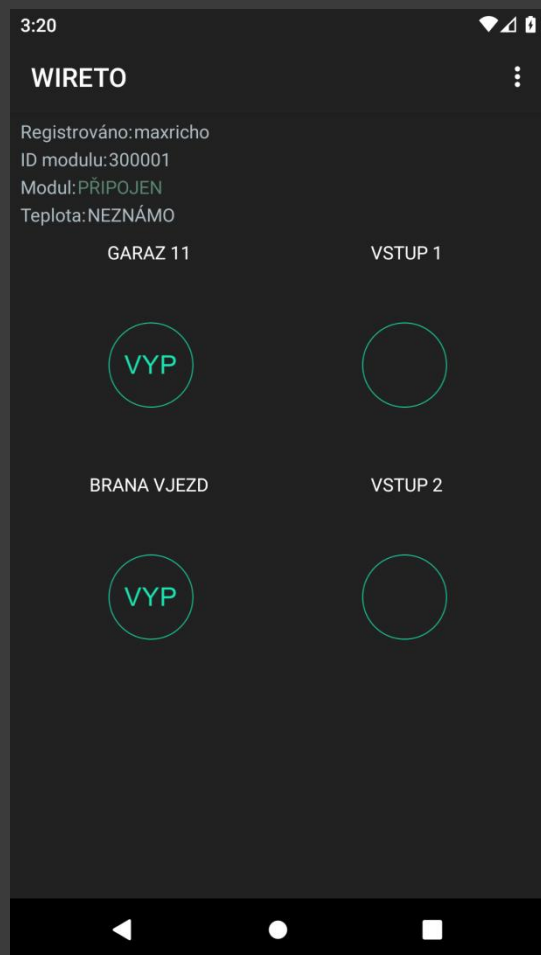 3:20
WIRETO
Registrováno:maxricho
ID modulu:300001
Modul:PŘIPOJEN
Teplota:NEZNÁMO
GARAZ 11
VSTUP 1
VYP
BRANA VJEZD
VSTUP 2
VYP